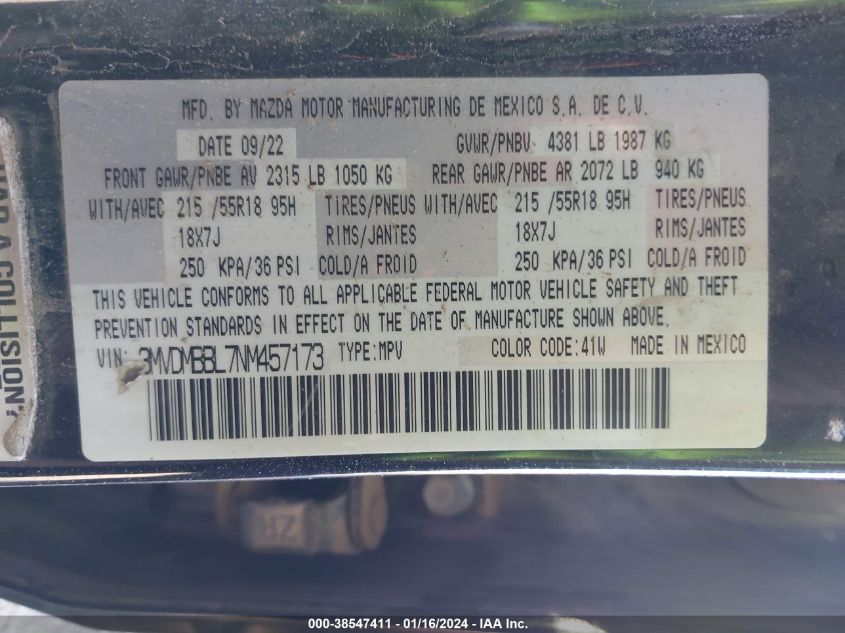 MFD. BY MAZDA MOTOR MANUFACTURING DE MEXICO S.A. DE C.V.
DATE 09/22 GVWR/PNBV 4381 LB 1987 KG
FRONT GAWR/PNBE AV 2315 LB 1050 KG REAR GAWR/PNBE AR 2072 LB 940 KG
WITH/AVEC 215 /55R18 95H TIRES/PNEUS WITH/AVEC 215 /55R18 95H TIRES/PNEUS
18X7J RIMS/JANTES 18X7J RIMS/JANTES
250 KPA/36 PSI COLD/A FROID 250 KPA/36 PSI COLD/A FROID
THIS VEHICLE CONFORMS TO ALL APPLICABLE FEDERAL MOTOR VEHICLE SAFETY AND THEFT
PREVENTION STANDARDS IN EFFECT ON THE DATE OF MANUFACTURE SHOWN ABOVE.
VIN: 3MVDMBBL7NM457173 TYPE:MPV COLOR CODE:41W MADE IN MEXICO
A COLLISION?
ZR
000-38547411 - 01/16/2024 - IAA Inc.